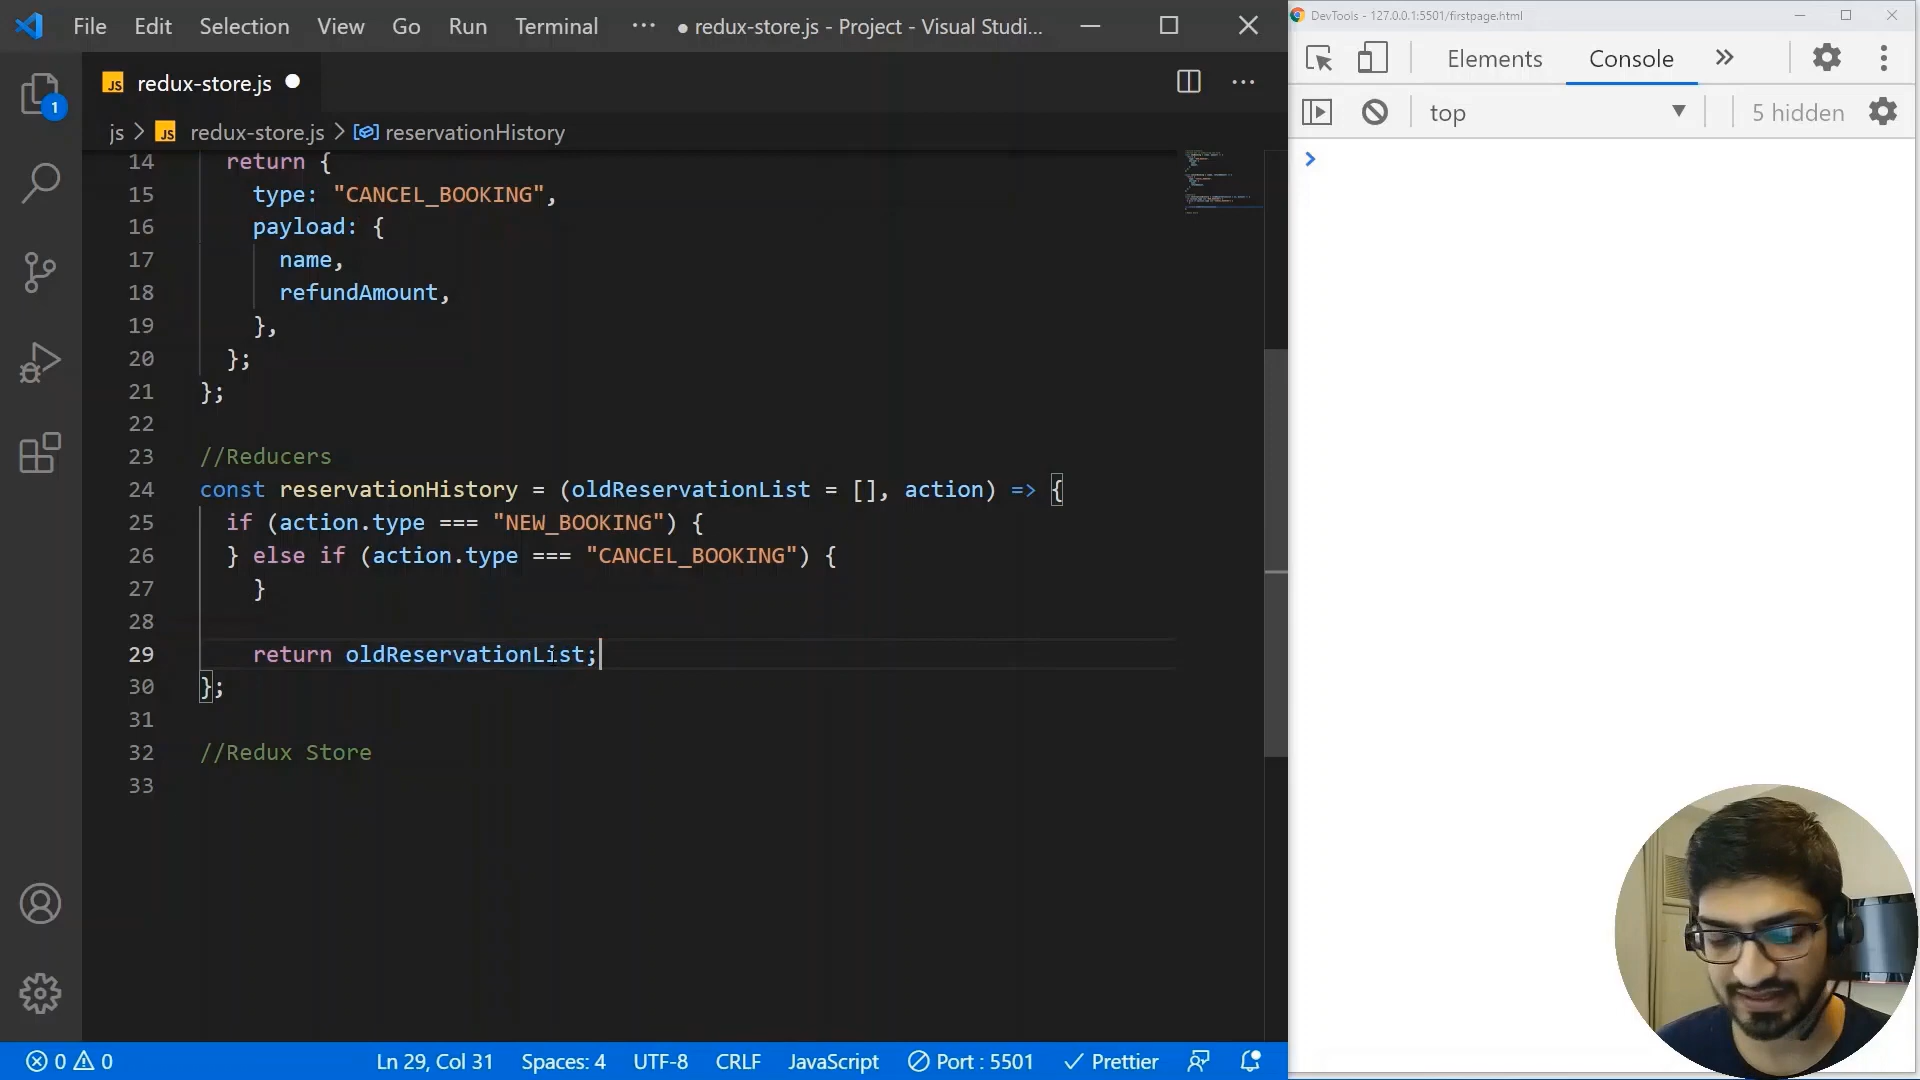 File Edit Selection View Go Run Terminal ··· ● redux-store.js - Project - Visual Studi...
DevTools - 127.0.0.1:5501/firstpage.html
Elements Console
JS redux-store.js
top 5 hidden
js > JS redux-store.js > reservationHistory
1
14 return {
15 type: "CANCEL_BOOKING",
16 payload: {
17 name,
18 refundAmount,
19 },
20 };
21 };
22
23 //Reducers
24 const reservationHistory = (oldReservationList = [], action) => {
25 if (action.type === "NEW_BOOKING") {
26 } else if (action.type === "CANCEL_BOOKING") {
27 }
28
29 return oldReservationList;
30 };
31
32 //Redux Store
33
0 0 Ln 29, Col 31 Spaces: 4 UTF-8 CRLF JavaScript Port : 5501 Prettier